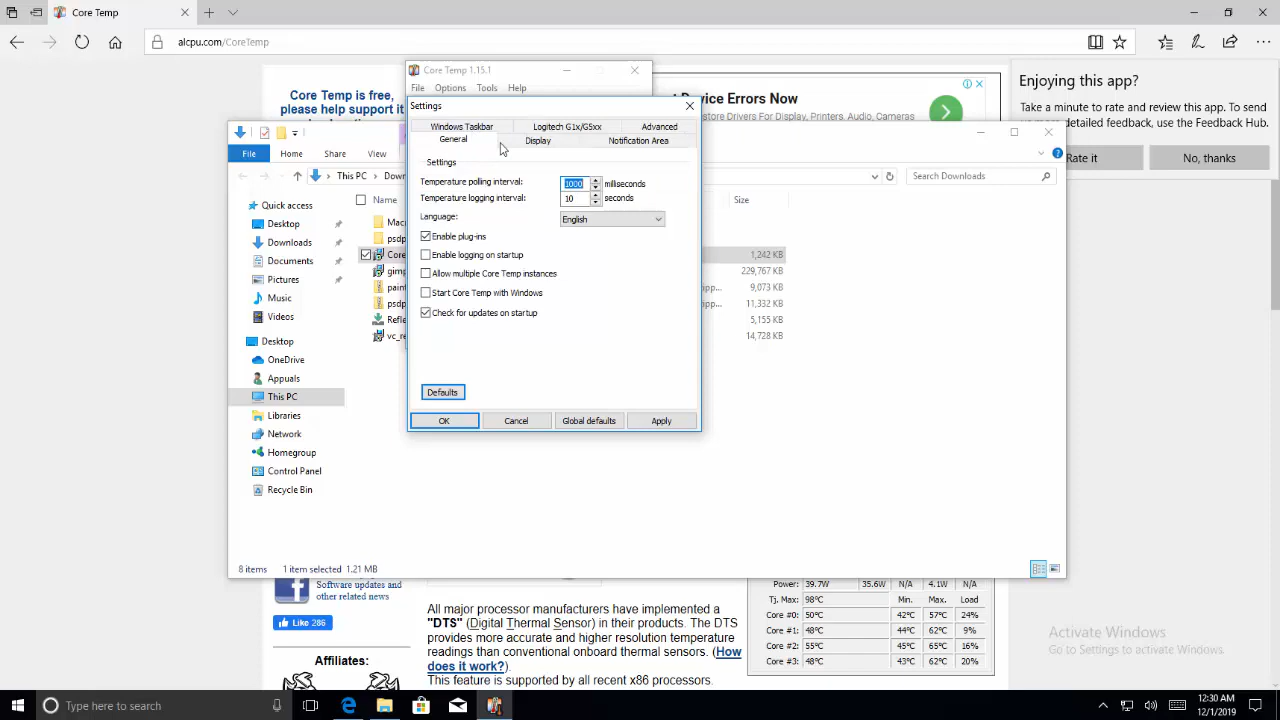 Core Temp
alcpu.com/CoreTemp
Core Temp is free,
please help support it
Device Errors Now
store Drivers For Display, Printers, Audio, Cameras
Enjoying this app?
Take a minute to rate and review this app. To send
more detailed feedback, use the Feedback Hub.
Rate it
No, thanks
Core Temp 1.15.1
File Options Tools Help
Settings
Windows Taskbar Logitech G1x/G5xx Advanced
General Display Notification Area
Settings
Temperature polling interval: 1000 milliseconds
Temperature logging interval: 10 seconds
Language: English
Enable plug-ins
Enable logging on startup
Allow multiple Core Temp instances
Start Core Temp with Windows
Check for updates on startup
Defaults
OK Cancel Global defaults Apply
File Home Share View
This PC
Search Downloads
Name Size
Quick access
Desktop
Downloads
Documents
Pictures
Music
Videos
Desktop
OneDrive
Appuals
This PC
Libraries
Network
Homegroup
Control Panel
Recycle Bin
1,242 KB
229,767 KB
9,073 KB
11,332 KB
5,155 KB
14,728 KB
8 items 1 item selected 1.21 MB
Software updates and
other related news
Like 286
Affiliates:
All major processor manufacturers have implemented a
"DTS" (Digital Thermal Sensor) in their products. The DTS
provides more accurate and higher resolution temperature
readings than conventional onboard thermal sensors. (How
does it work?).
This feature is supported by all recent x86 processors.
Power: 39.7W 35.6W N/A 4.1W N/A
Tj. Max: 98°C Min. Max. Load
Core #0: 50°C 42°C 57°C 24%
Core #1: 48°C 44°C 62°C 9%
Core #2: 55°C 45°C 65°C 16%
Core #3: 48°C 43°C 62°C 20%
Activate Windows
Go to Settings to activate Windows.
Type here to search
12:30 AM
12/1/2019